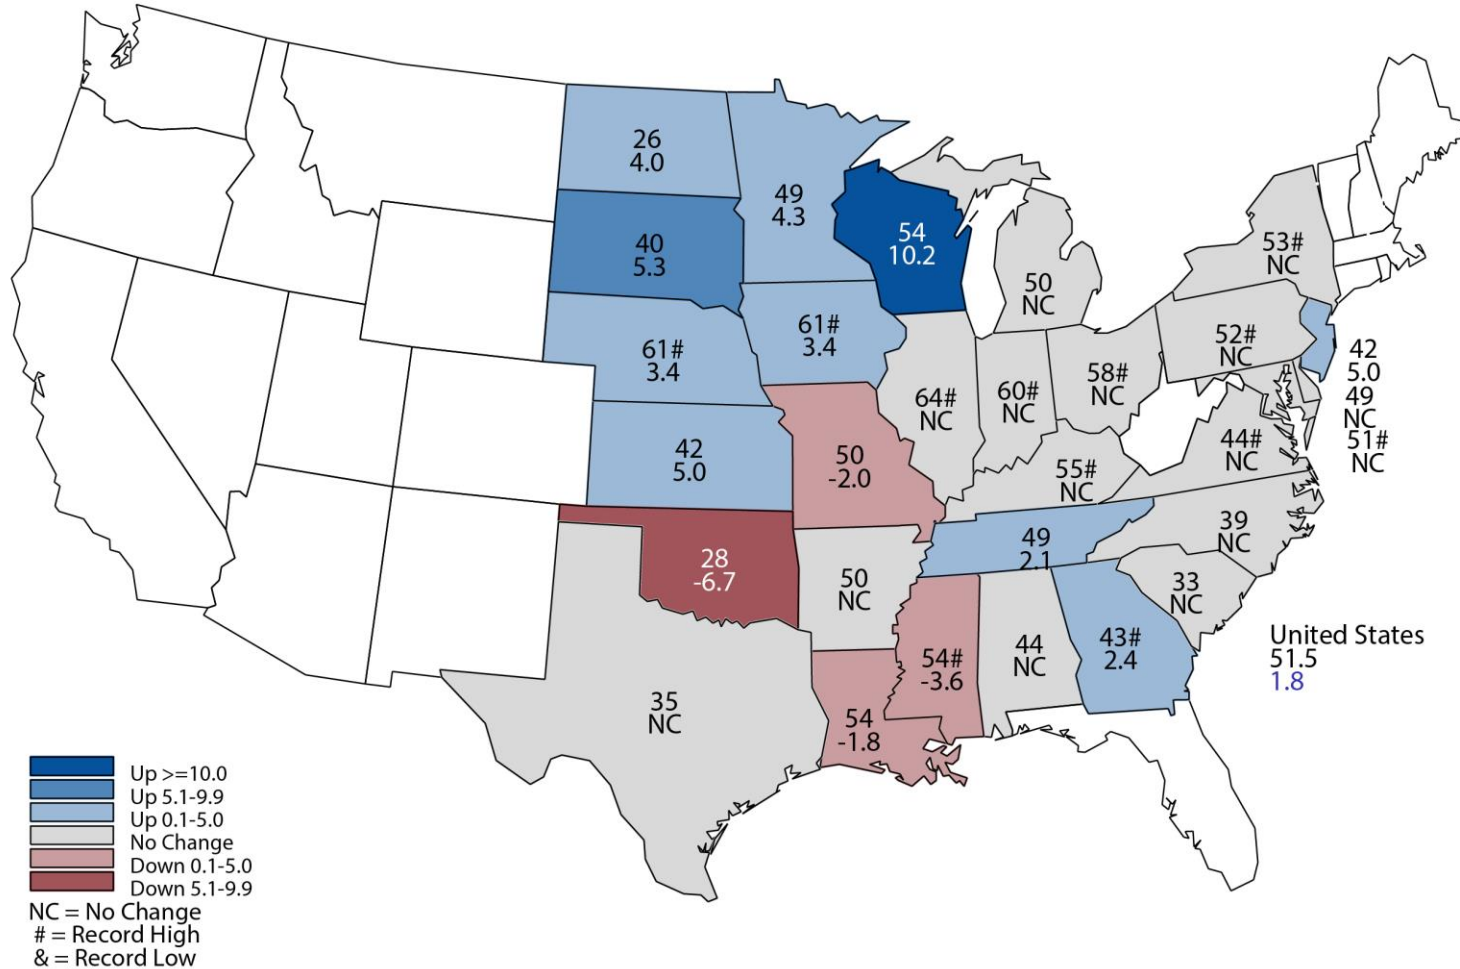 26
4.0
49
4.3
54
10.2
40
5.3
50
NC
53#
NC
61#
3.4
61#
3.4
52#
NC
42
5.0
49
NC
51#
NC
64#
NC
60#
NC
58#
NC
44#
NC
42
5.0
50
-2.0
55#
NC
39
NC
49
2.1
28
-6.7
50
NC
33
NC
54#
-3.6
44
NC
43#
2.4
35
NC
54
-1.8
United States
51.5
1.8
Up >=10.0
Up 5.1-9.9
Up 0.1-5.0
No Change
Down 0.1-5.0
Down 5.1-9.9
NC = No Change
# = Record High
& = Record Low